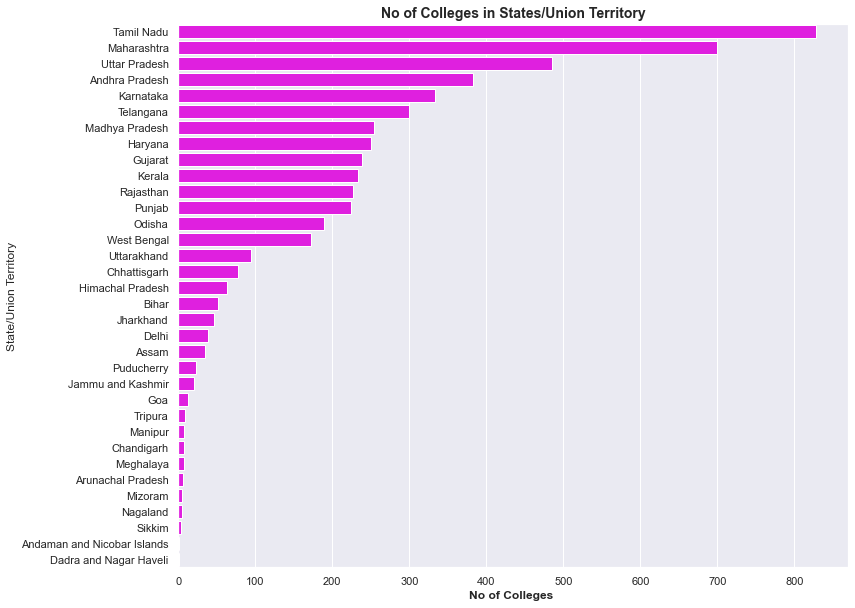 No of Colleges in States/Union Territory
State/Union Territory
Tamil Nadu
Maharashtra
Uttar Pradesh
Andhra Pradesh
Karnataka
Telangana
Madhya Pradesh
Haryana
Gujarat
Kerala
Rajasthan
Punjab
Odisha
West Bengal
Uttarakhand
Chhattisgarh
Himachal Pradesh
Bihar
Jharkhand
Delhi
Assam
Puducherry
Jammu and Kashmir
Goa
Tripura
Manipur
Chandigarh
Meghalaya
Arunachal Pradesh
Mizoram
Nagaland
Sikkim
Andaman and Nicobar Islands
Dadra and Nagar Haveli
0 100 200 300 400 500 600 700 800
No of Colleges